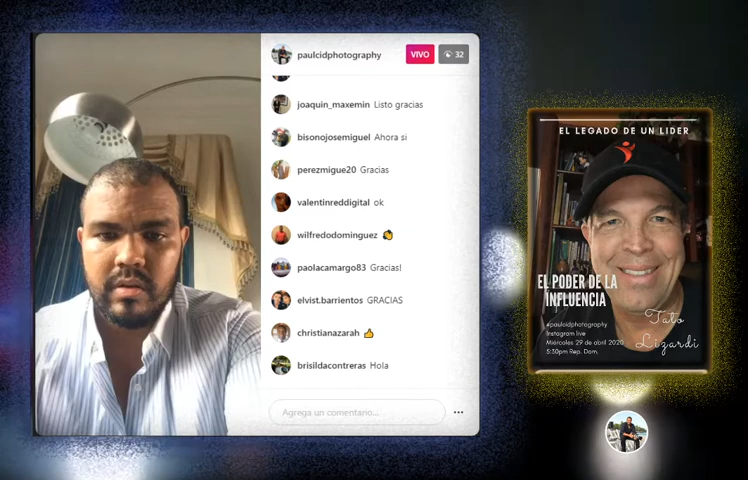 paulcidphotography VIVO 32
joaquin_maxemin Listo gracias
bisonojosemiguel Ahora si
perezmigue20 Gracias
valentinreddigital ok
wilfredodominguez 👏
paolacamargo83 Gracias!
elvist.barrientos GRACIAS
christianazarah 👍
brisildacontreras Hola
Agrega un comentario...
EL LEGADO DE UN LIDER
EL PODER DE LA
INFLUENCIA
Tato
Lizardi
#paulcidphotography
Instagram live
Miércoles 29 de abril 2020
5:30pm Rep. Dom.